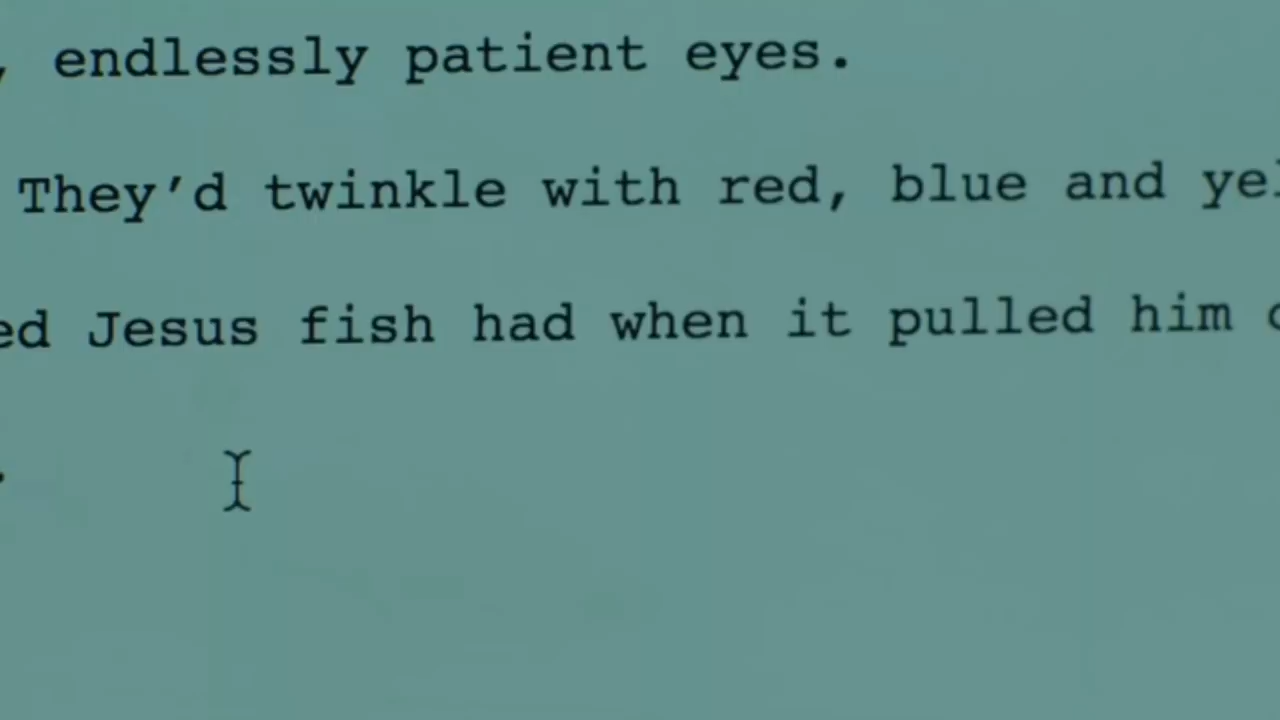 , endlessly patient eyes.
They'd twinkle with red, blue and
Jesus fish had when it pulled him
.